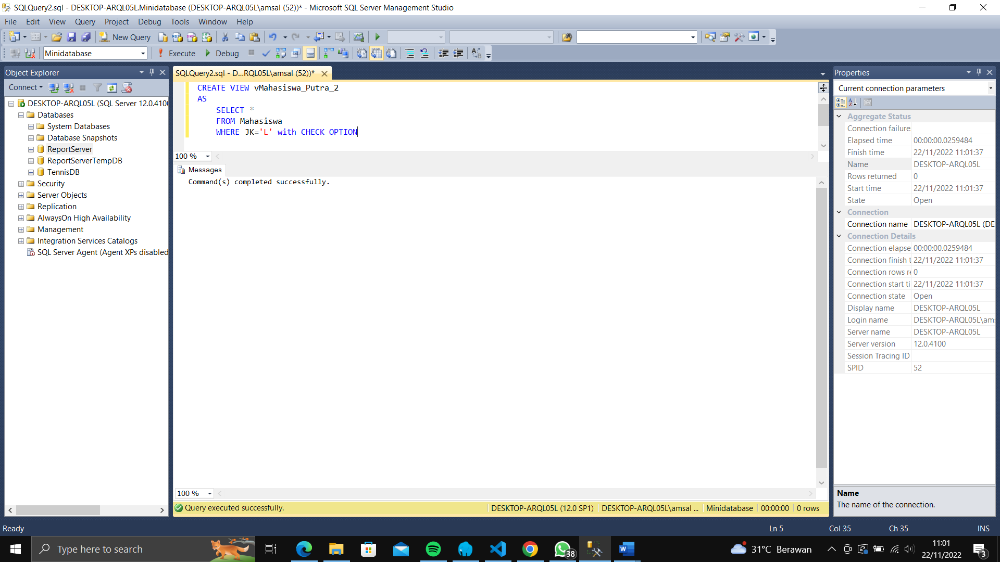 SQLQuery2.sql - DESKTOP-ARQL05L.Minidatabase (DESKTOP-ARQL05L\amsal (52))* - Microsoft SQL Server Management Studio
File Edit View Query Project Debug Tools Window Help
New Query
Minidatabase Execute Debug
Object Explorer
Connect
DESKTOP-ARQL05L (SQL Server 12.0.4100
Databases
System Databases
Database Snapshots
ReportServer
ReportServerTempDB
TennisDB
Security
Server Objects
Replication
AlwaysOn High Availability
Management
Integration Services Catalogs
SQL Server Agent (Agent XPs disabled
SQLQuery2.sql - D...RQL05L\amsal (52))*
CREATE VIEW vMahasiswa_Putra_2
AS
SELECT *
FROM Mahasiswa
WHERE JK='L' with CHECK OPTION
100 %
Messages
Command(s) completed successfully.
100 %
Query executed successfully. DESKTOP-ARQL05L (12.0 SP1) DESKTOP-ARQL05L\amsal ... Minidatabase 00:00:00 0 rows
Properties
Current connection parameters
Aggregate Status
Connection failure
Elapsed time 00:00:00.0259484
Finish time 22/11/2022 11:01:37
Name DESKTOP-ARQL05L
Rows returned 0
Start time 22/11/2022 11:01:37
State Open
Connection
Connection name DESKTOP-ARQL05L (DE
Connection Details
Connection elapse 00:00:00.0259484
Connection finish t 22/11/2022 11:01:37
Connection rows re 0
Connection start ti 22/11/2022 11:01:37
Connection state Open
Display name DESKTOP-ARQL05L
Login name DESKTOP-ARQL05L\ams
Server name DESKTOP-ARQL05L
Server version 12.0.4100
Session Tracing ID
SPID 52
Name
The name of the connection.
Ready Ln 5 Col 35 Ch 35 INS
Type here to search 38 31°C Berawan 11:01
22/11/2022 3